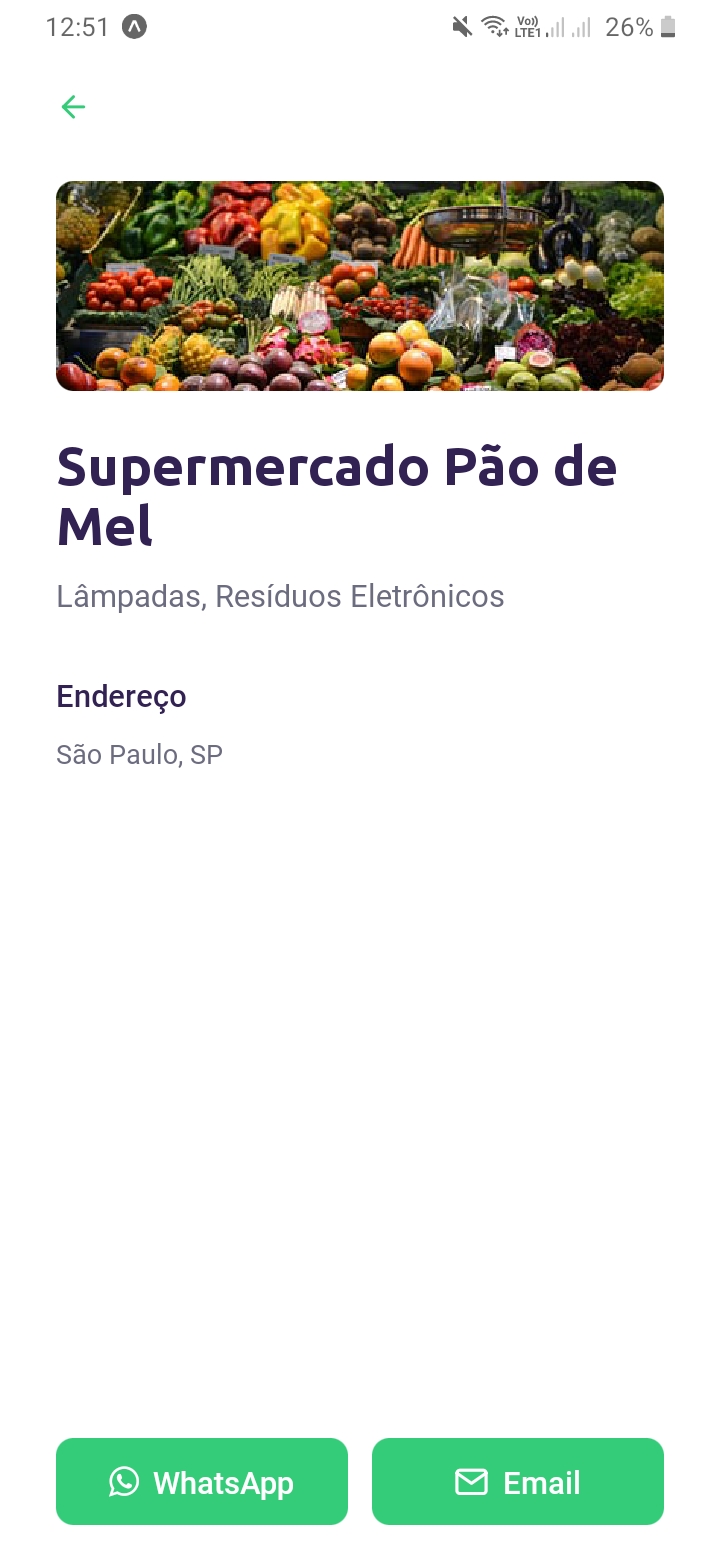 12:51
Vo))
LTE1
26%
Supermercado Pão de
Mel
Lâmpadas, Resíduos Eletrônicos
Endereço
São Paulo, SP
WhatsApp
Email